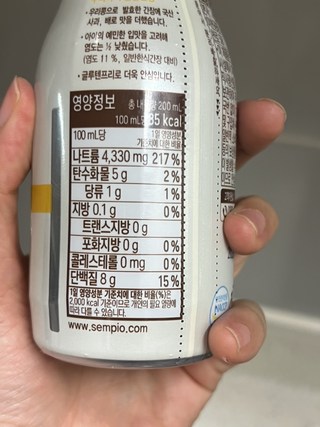 ·우리콩으로 발효한 간장에 국산
사과, 배로 맛을 더했습니다.
·아이의 예민한 입맛을 고려해
염도는 ½ 낮췄습니다.
(염도 11 %, 일반한식간장 대비)
·글루텐프리로 더욱 안심입니다.
영양정보
총 내용량 200 mL
100 mL당 85 kcal
100 mL당
1일 영양성분
기준치에 대한 비율
나트륨 4,330 mg 217 %
탄수화물 5 g 2 %
당류 1 g 1 %
지방 0.1 g 0 %
트랜스지방 0 g
포화지방 0 g 0 %
콜레스테롤 0 mg 0 %
단백질 8 g 15 %
1일 영양성분 기준치에 대한 비율(%)은
2,000 kcal 기준이므로 개인의 필요 열량에
따라 다를 수 있습니다.
www.sempio.com